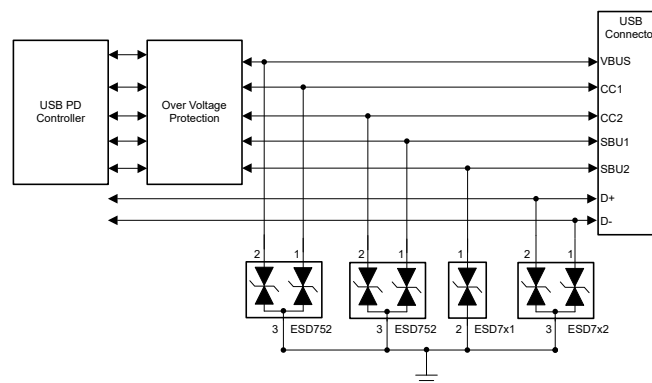 USB
Connector
VBUS
USB PD
Controller
Over Voltage
Protection
CC1
CC2
SBU1
SBU2
D+
D-
2
1
2
1
1
2
1
3
ESD752
3
ESD752
2
ESD7x1
3
ESD7x2